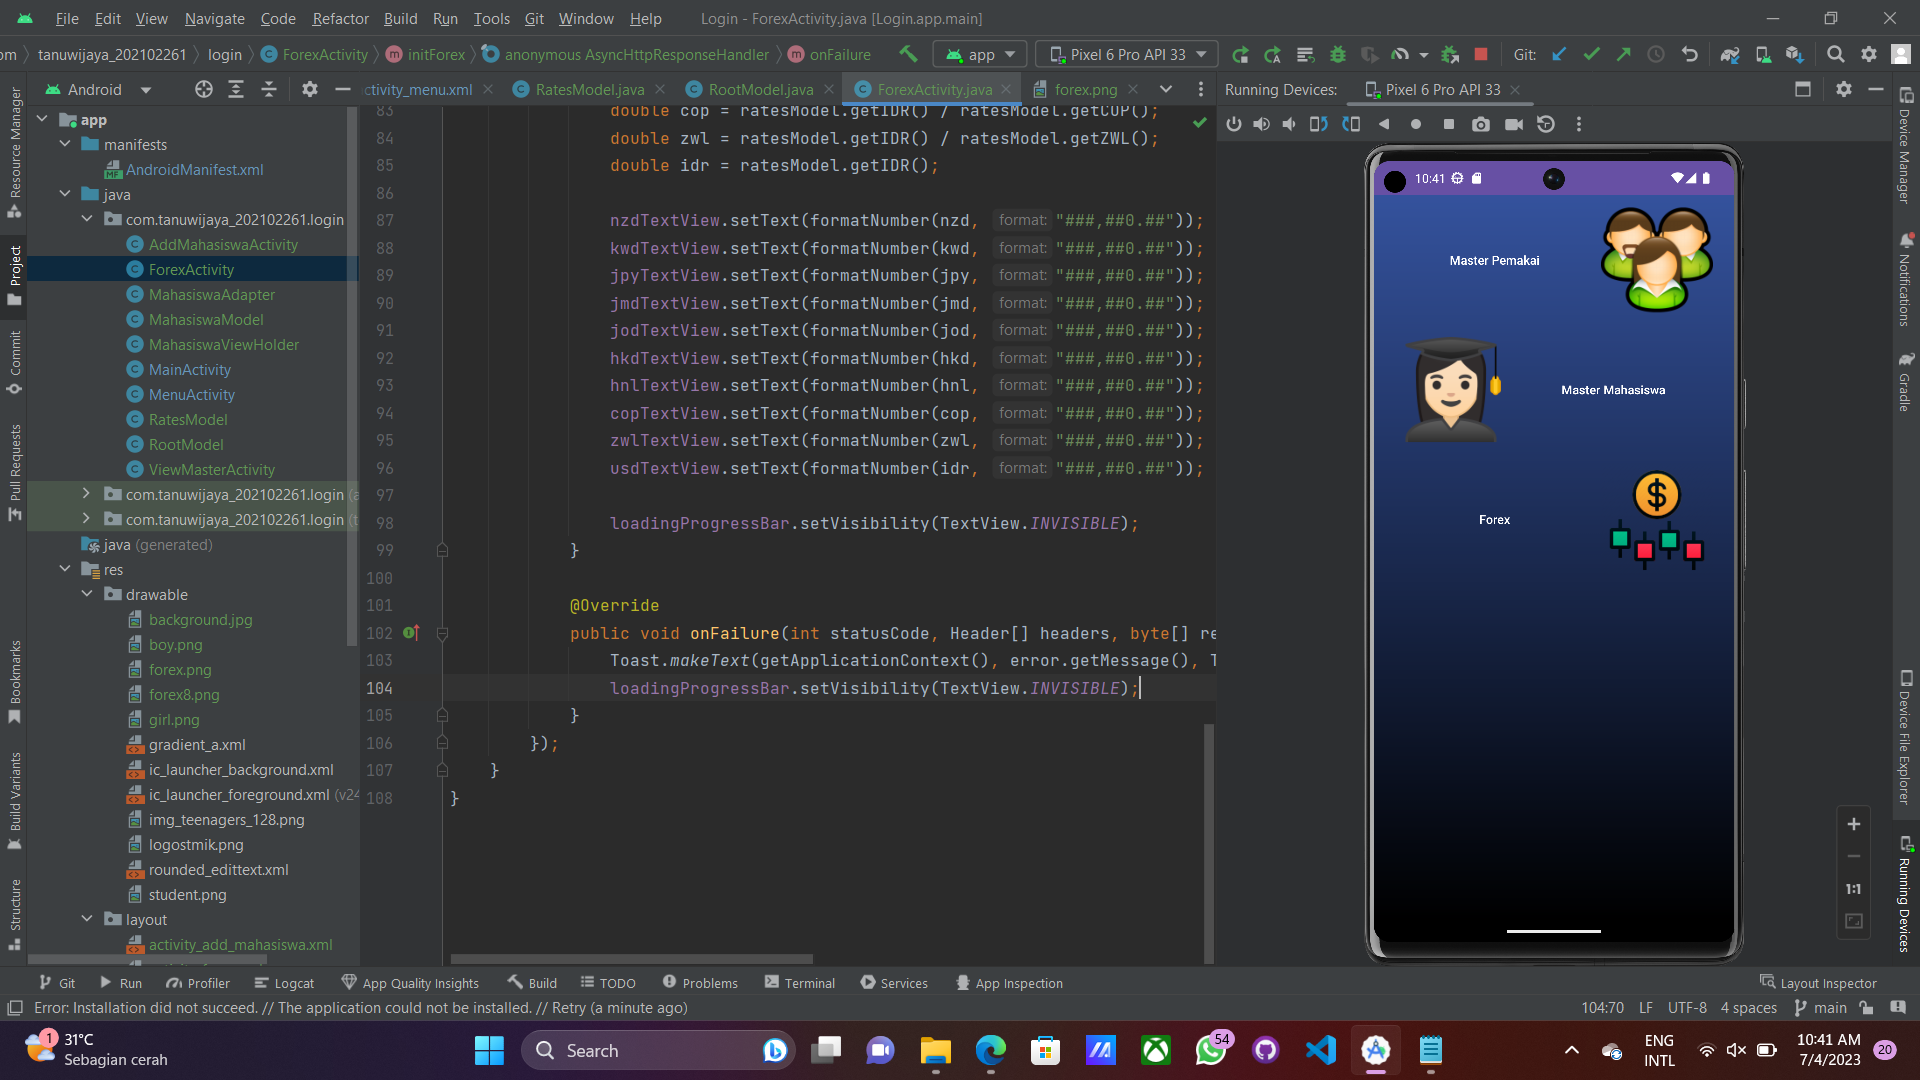 File Edit View Navigate Code Refactor Build Run Tools Git Window Help Login - ForexActivity.java [Login.app.main]
om tanuwijaya_202102261 login ForexActivity initForex anonymous AsyncHttpResponseHandler onFailure app Pixel 6 Pro API 33 Git:
Android ctivity_menu.xml RatesModel.java RootModel.java ForexActivity.java forex.png Running Devices: Pixel 6 Pro API 33
Resource Manager
Project
Commit
Pull Requests
Bookmarks
Build Variants
Structure
app
manifests
AndroidManifest.xml
java
com.tanuwijaya_202102261.login
AddMahasiswaActivity
ForexActivity
MahasiswaAdapter
MahasiswaModel
MahasiswaViewHolder
MainActivity
MenuActivity
RatesModel
RootModel
ViewMasterActivity
com.tanuwijaya_202102261.login (a
com.tanuwijaya_202102261.login (t
java (generated)
res
drawable
background.jpg
boy.png
forex.png
forex8.png
girl.png
gradient_a.xml
ic_launcher_background.xml
ic_launcher_foreground.xml (v24
img_teenagers_128.png
logostmik.png
rounded_edittext.xml
student.png
layout
activity_add_mahasiswa.xml
83 double cop = ratesModel.getIDR() / ratesModel.getCOP();
84 double zwl = ratesModel.getIDR() / ratesModel.getZWL();
85 double idr = ratesModel.getIDR();
86
87 nzdTextView.setText(formatNumber(nzd, format: "###,##0.##"));
88 kwdTextView.setText(formatNumber(kwd, format: "###,##0.##"));
89 jpyTextView.setText(formatNumber(jpy, format: "###,##0.##"));
90 jmdTextView.setText(formatNumber(jmd, format: "###,##0.##"));
91 jodTextView.setText(formatNumber(jod, format: "###,##0.##"));
92 hkdTextView.setText(formatNumber(hkd, format: "###,##0.##"));
93 hnlTextView.setText(formatNumber(hnl, format: "###,##0.##"));
94 copTextView.setText(formatNumber(cop, format: "###,##0.##"));
95 zwlTextView.setText(formatNumber(zwl, format: "###,##0.##"));
96 usdTextView.setText(formatNumber(idr, format: "###,##0.##"));
97
98 loadingProgressBar.setVisibility(TextView.INVISIBLE);
99 }
100
101 @Override
102 public void onFailure(int statusCode, Header[] headers, byte[] re
103 Toast.makeText(getApplicationContext(), error.getMessage(), T
104 loadingProgressBar.setVisibility(TextView.INVISIBLE);
105 }
106 });
107 }
108 }
10:41
Master Pemakai
Master Mahasiswa
Forex
1:1
Device Manager
Notifications
Gradle
Device File Explorer
Running Devices
Git Run Profiler Logcat App Quality Insights Build TODO Problems Terminal Services App Inspection Layout Inspector
Error: Installation did not succeed. // The application could not be installed. // Retry (a minute ago) 104:70 LF UTF-8 4 spaces main
1 31°C
Sebagian cerah
Search
54
ENG
INTL
10:41 AM
7/4/2023
20